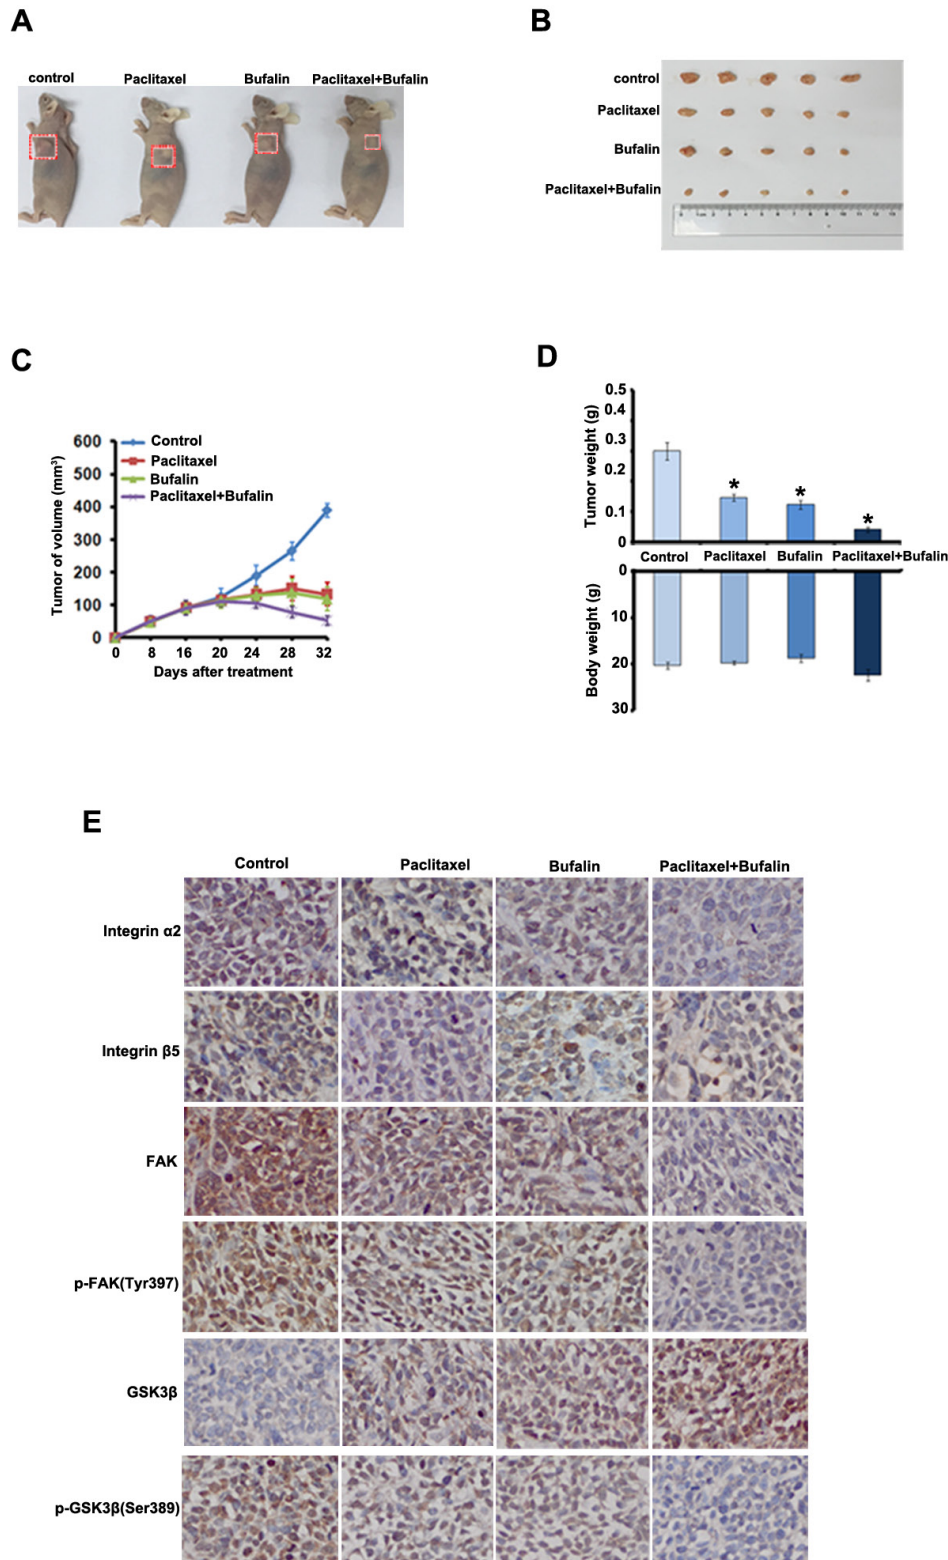 A
control
Paclitaxel
Bufalin
Paclitaxel+Bufalin
B
control
Paclitaxel
Bufalin
Paclitaxel+Bufalin
C
Tumor of volume (mm³)
600
500
400
300
200
100
0
Control
Paclitaxel
Bufalin
Paclitaxel+Bufalin
0 8 16 20 24 28 32
Days after treatment
D
Tumor weight (g)
0.5
0.4
0.3
0.2
0.1
0
* * *
Control Paclitaxel Bufalin Paclitaxel+Bufalin
Body weight (g)
0
10
20
30
E
Control Paclitaxel Bufalin Paclitaxel+Bufalin
Integrin α2
Integrin β5
FAK
p-FAK(Tyr397)
GSK3β
p-GSK3β(Ser389)